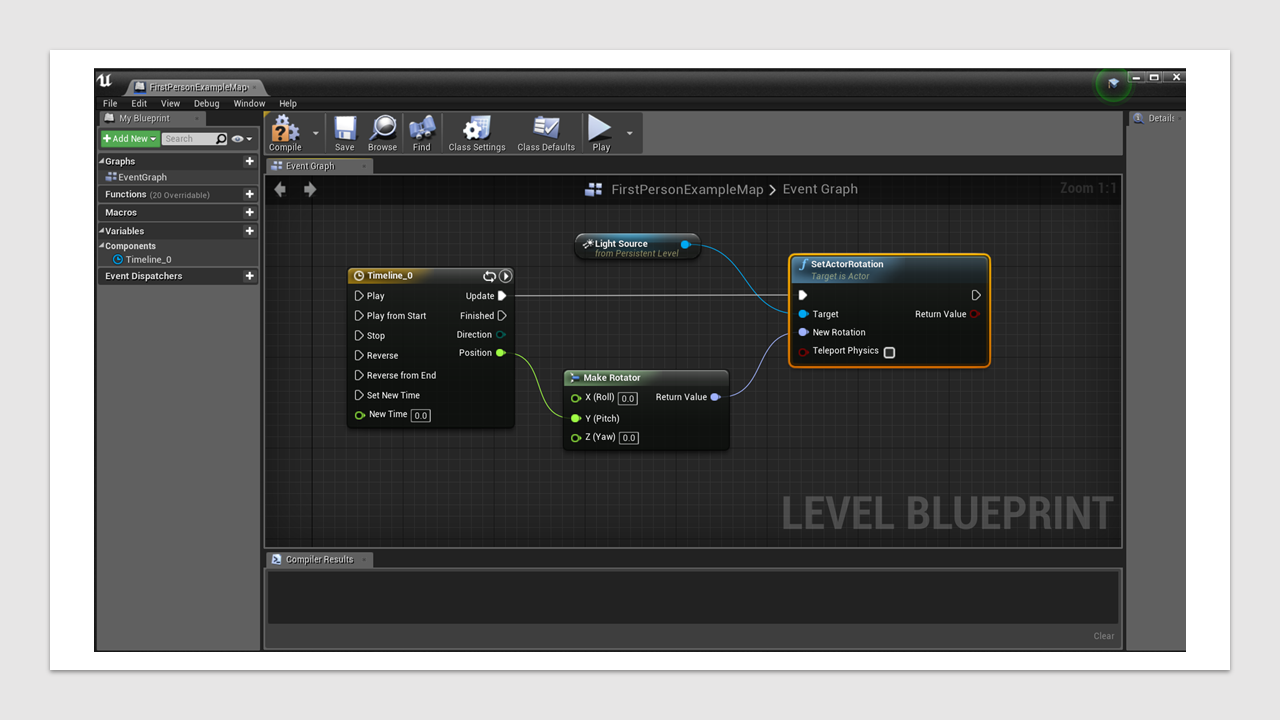 FirstPersonExampleMap
File Edit View Debug Window Help
My Blueprint
Add New
Search
Graphs
EventGraph
Functions (20 Overridable)
Macros
Variables
Components
Timeline_0
Event Dispatchers
Compile
Save
Browse
Find
Class Settings
Class Defaults
Play
Event Graph
FirstPersonExampleMap > Event Graph
Zoom 1:1
Light Source
from Persistent Level
Timeline_0
Play Update
Play from Start Finished
Stop Direction
Reverse Position
Reverse from End
Set New Time
New Time 0.0
Make Rotator
X (Roll) 0.0 Return Value
Y (Pitch)
Z (Yaw) 0.0
SetActorRotation
Target is Actor
Target Return Value
New Rotation
Teleport Physics
LEVEL BLUEPRINT
Compiler Results
Clear
Details